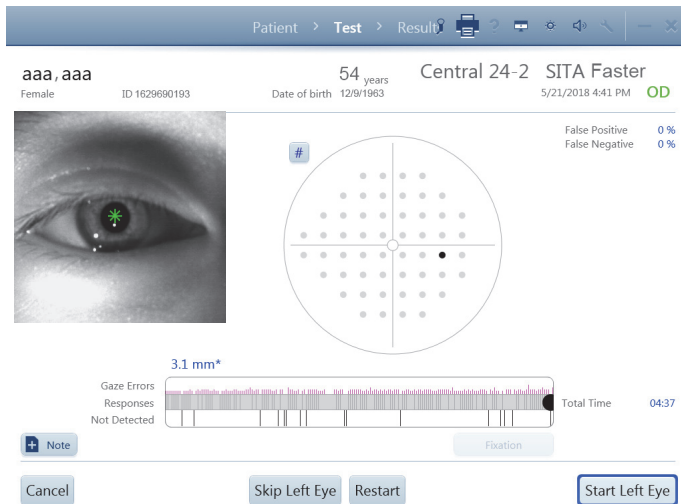 Patient > Test > Result
?
aaa, aaa
54 years
Central 24-2 SITA Faster
Female
ID 1629690193
Date of birth 12/9/1963
5/21/2018 4:41 PM OD
#
False Positive 0 %
False Negative 0 %
3.1 mm*
Gaze Errors
Responses
Total Time 04:37
Not Detected
Note
Fixation
Cancel
Skip Left Eye
Restart
Start Left Eye